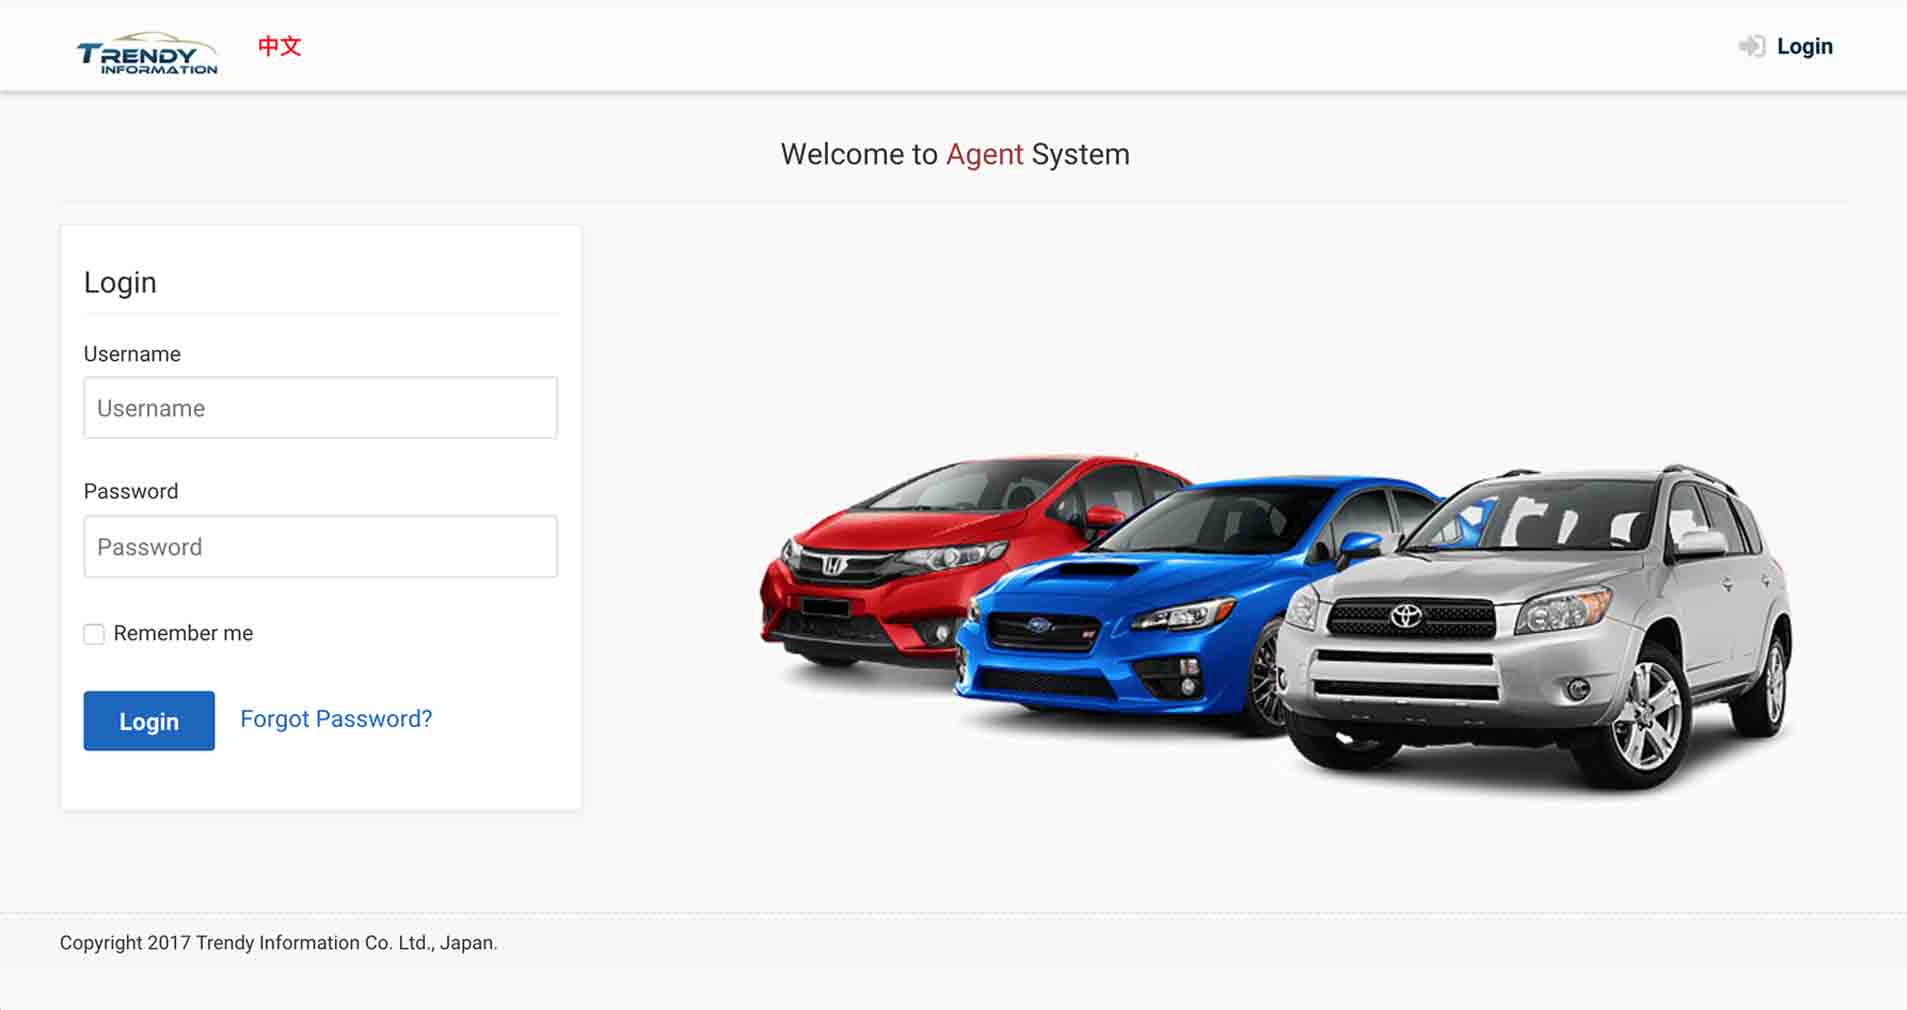 TRENDY
INFORMATION
中文
Login
Welcome to Agent System
Login
Username
Username
Password
Password
Remember me
Login
Forgot Password?
Copyright 2017 Trendy Information Co. Ltd., Japan.